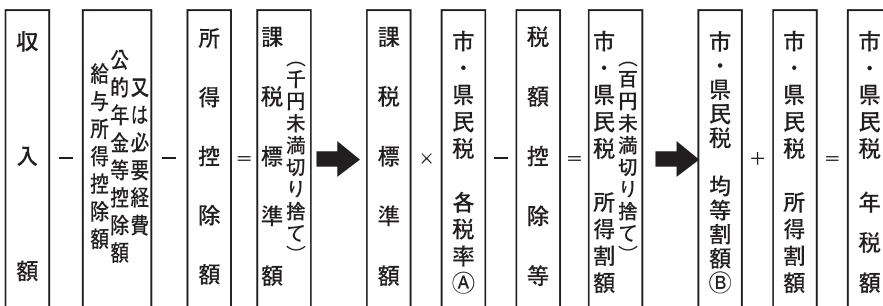 収入額
－
給与所得控除額
公的年金等控除額
又は必要経費
－
所得控除額
＝
課税標準額
（千円未満切り捨て）
課税標準額
×
市・県民税 各税率Ⓐ
－
税額控除等
＝
市・県民税 所得割額
（百円未満切り捨て）
市・県民税 均等割額Ⓑ
＋
市・県民税 所得割額
＝
市・県民税 年税額